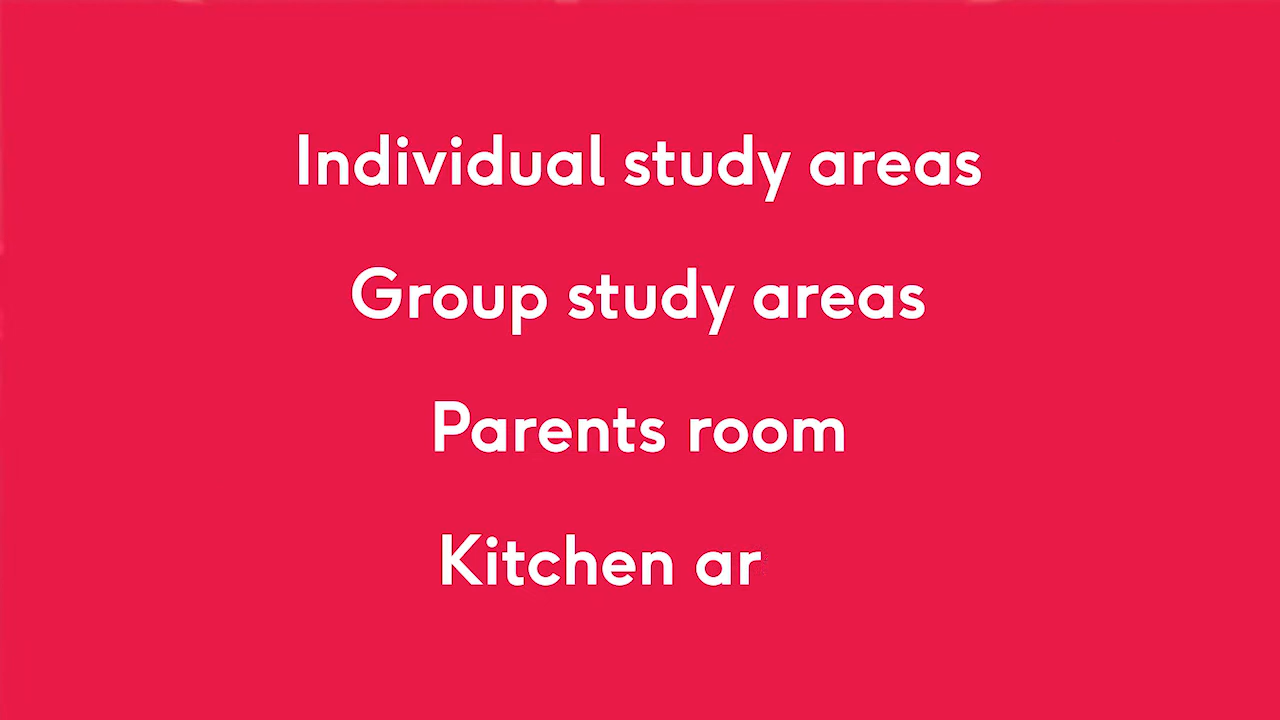 Individual study areas
Group study areas
Parents room
Kitchen ar